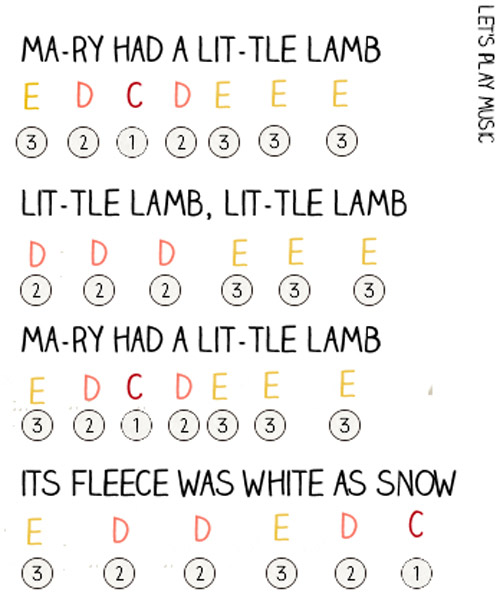 MA-RY HAD A LIT-TLE LAMB
E D C D E E E
3 2 1 2 3 3 3
LIT-TLE LAMB, LIT-TLE LAMB
D D D E E E
2 2 2 3 3 3
MA-RY HAD A LIT-TLE LAMB
E D C D E E E
3 2 1 2 3 3 3
ITS FLEECE WAS WHITE AS SNOW
E D D E D C
3 2 2 3 2 1
LET'S PLAY MUSIC